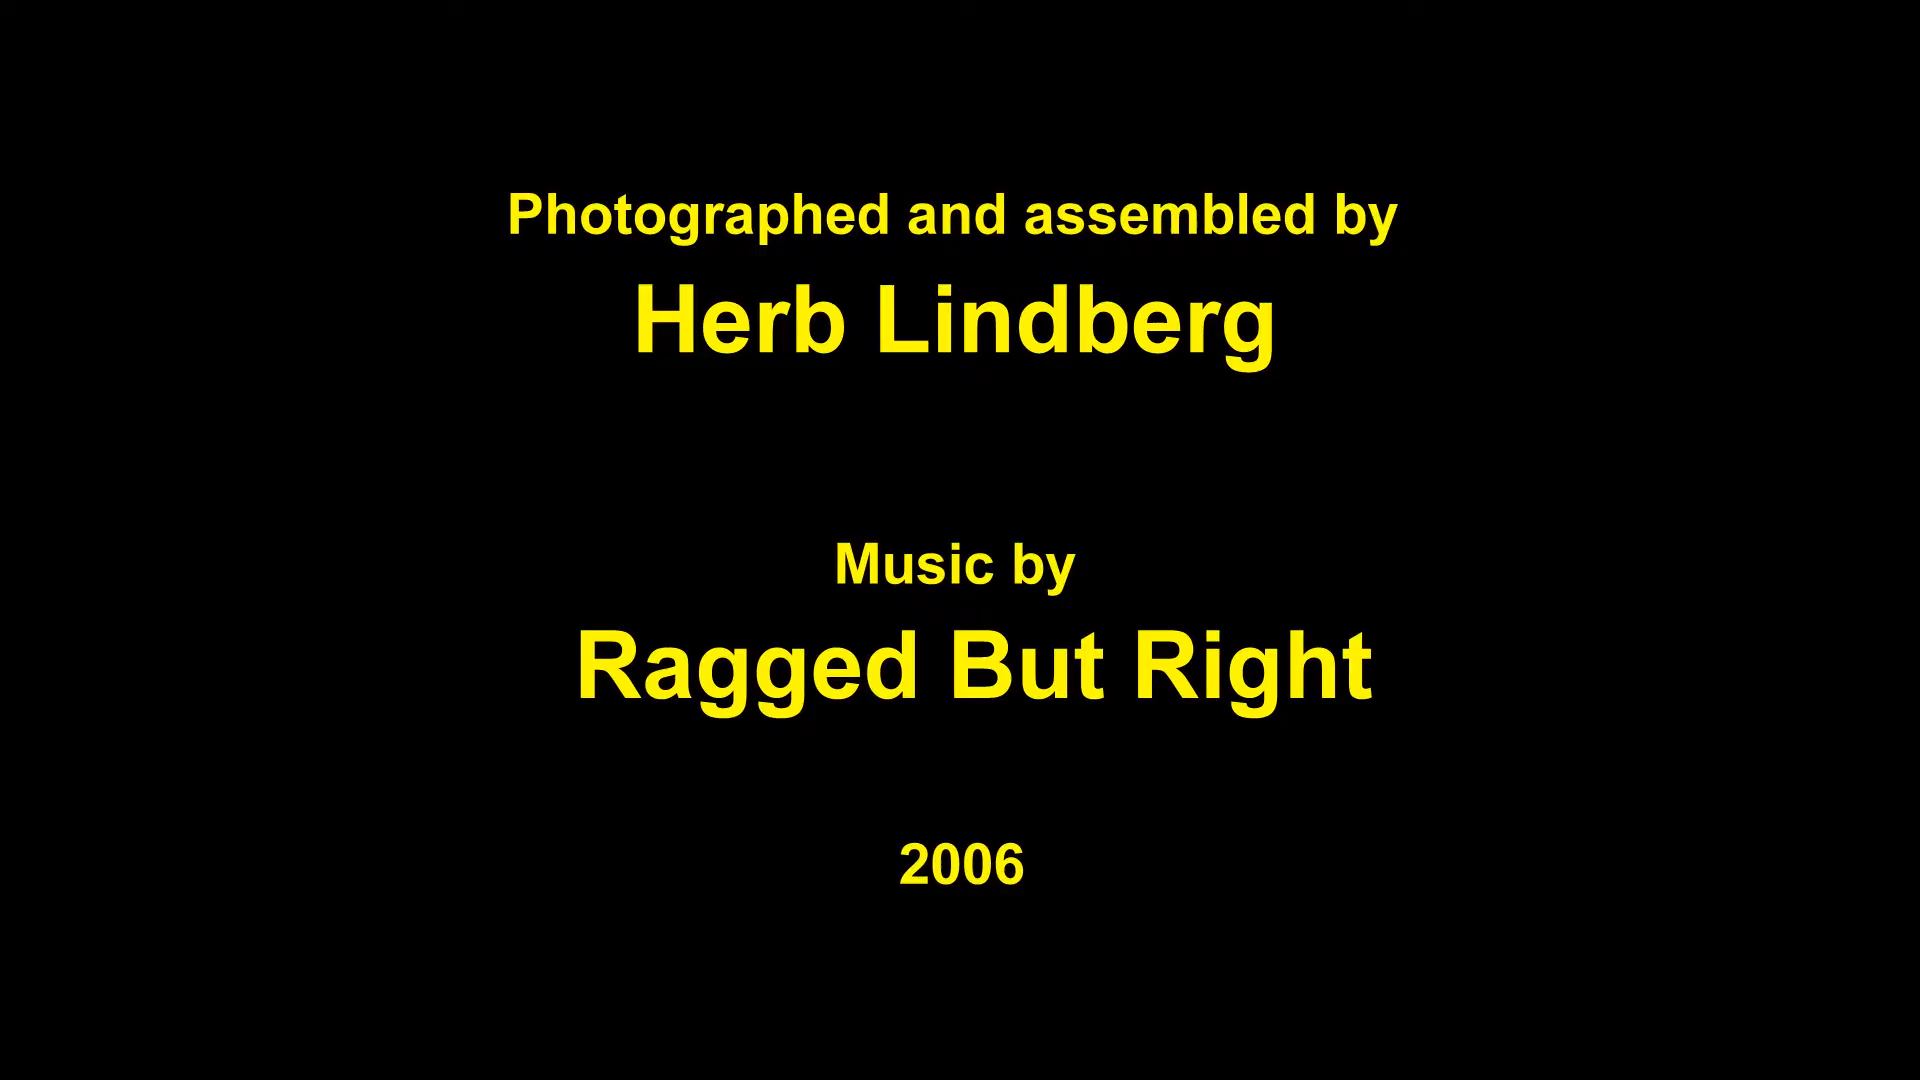 Photographed and assembled by
Herb Lindberg
Music by
Ragged But Right
2006